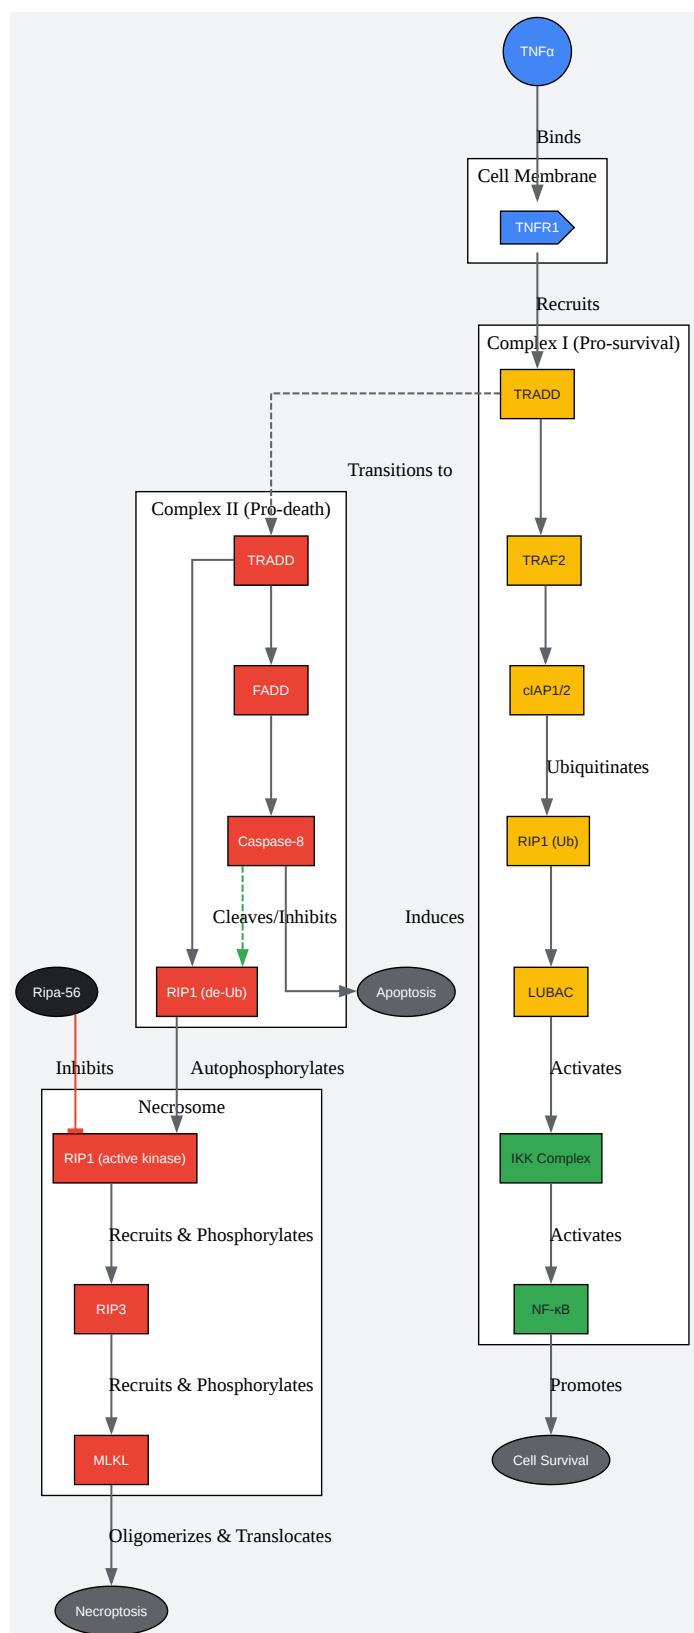 TNFα
Binds
Cell Membrane
TNFR1
Recruits
Complex I (Pro-survival)
TRADD
Transitions to
Complex II (Pro-death)
TRADD
TRAF2
FADD
cIAP1/2
Ubiquitinates
Caspase-8
RIP1 (Ub)
Cleaves/Inhibits
Induces
Ripa-56
RIP1 (de-Ub)
Apoptosis
LUBAC
Inhibits
Autophosphorylates
Activates
Necrosome
RIP1 (active kinase)
IKK Complex
Recruits & Phosphorylates
Activates
RIP3
NF-κB
Recruits & Phosphorylates
Promotes
MLKL
Cell Survival
Oligomerizes & Translocates
Necroptosis